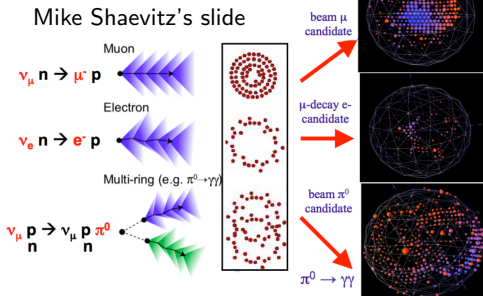 Mike Shaevitz's slide
Muon
ν_μ n → μ⁻ p
Electron
ν_e n → e⁻ p
Multi-ring (e.g. π⁰→γγ)
ν_μ p → ν_μ p π⁰
n n
beam μ
candidate
μ-decay e-
candidate
beam π⁰
candidate
π⁰ → γγ